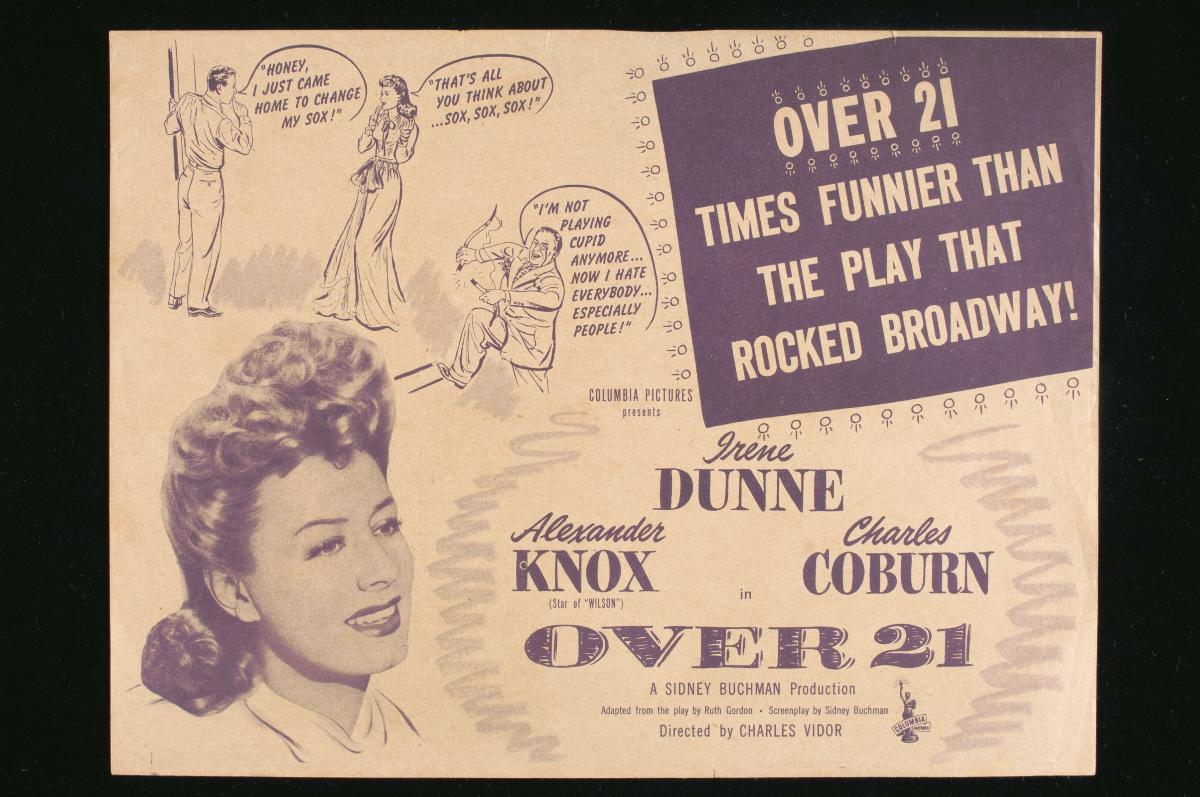 "HONEY,
I JUST CAME
HOME TO CHANGE
MY SOX!"
"THAT'S ALL
YOU THINK ABOUT
...SOX, SOX, SOX!"
"I'M NOT
PLAYING
CUPID
ANYMORE...
NOW I HATE
EVERYBODY...
ESPECIALLY
PEOPLE!"
OVER 21
TIMES FUNNIER THAN
THE PLAY THAT
ROCKED BROADWAY!
COLUMBIA PICTURES
presents
Irene
DUNNE
Alexander
KNOX
(Star of "WILSON")
Charles
COBURN
in
OVER 21
A SIDNEY BUCHMAN Production
Adapted from the play by Ruth Gordon • Screenplay by Sidney Buchman
Directed by CHARLES VIDOR
COLUMBIA
PICTURES